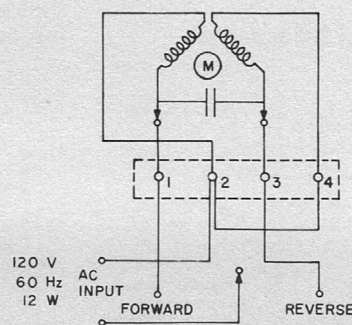 M
1 2 3 4
120 V
60 Hz
12 W
AC
INPUT
FORWARD
REVERSE